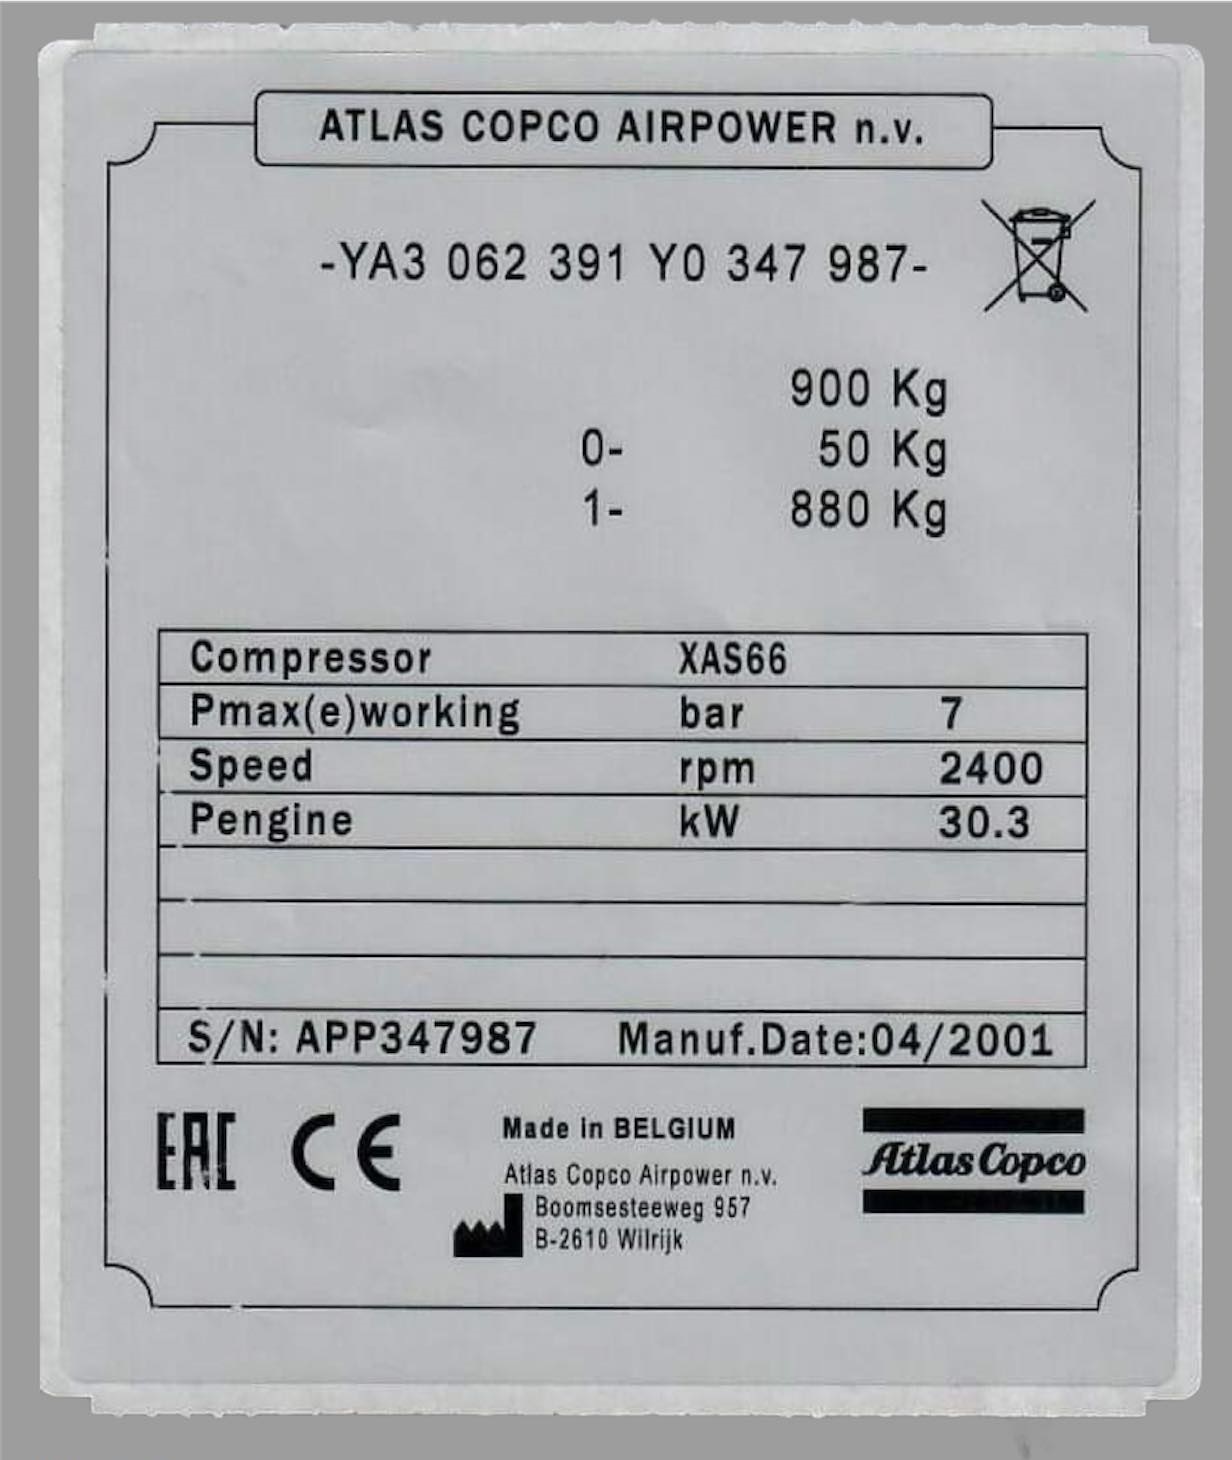 ATLAS COPCO AIRPOWER n.v.
-YA3 062 391 Y0 347 987-
900 Kg
0- 50 Kg
1- 880 Kg
Compressor XAS66
Pmax(e)working bar 7
Speed rpm 2400
Pengine kW 30.3
S/N: APP347987 Manuf.Date:04/2001
EAC CE
Made in BELGIUM
Atlas Copco Airpower n.v.
Boomsesteeweg 957
B-2610 Wilrijk
Atlas Copco